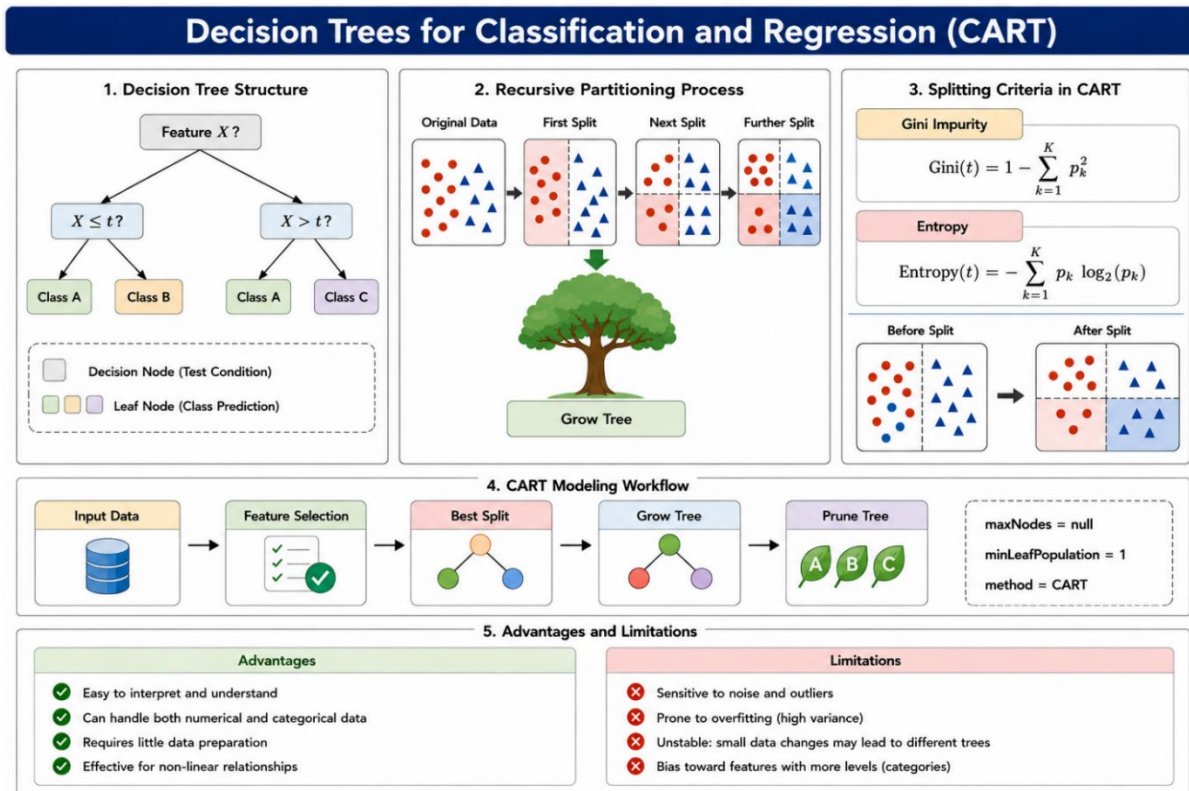 Decision Trees for Classification and Regression (CART)
1. Decision Tree Structure
Feature X?
X ≤ t?
X > t?
Class A
Class B
Class A
Class C
Decision Node (Test Condition)
Leaf Node (Class Prediction)
2. Recursive Partitioning Process
Original Data
First Split
Next Split
Further Split
Grow Tree
3. Splitting Criteria in CART
Gini Impurity
Gini(t) = 1 − ∑_{k=1}^{K} p_k^2
Entropy
Entropy(t) = − ∑_{k=1}^{K} p_k log_2(p_k)
Before Split
After Split
4. CART Modeling Workflow
Input Data
Feature Selection
Best Split
Grow Tree
Prune Tree
A B C
maxNodes = null
minLeafPopulation = 1
method = CART
5. Advantages and Limitations
Advantages
Easy to interpret and understand
Can handle both numerical and categorical data
Requires little data preparation
Effective for non-linear relationships
Limitations
Sensitive to noise and outliers
Prone to overfitting (high variance)
Unstable: small data changes may lead to different trees
Bias toward features with more levels (categories)